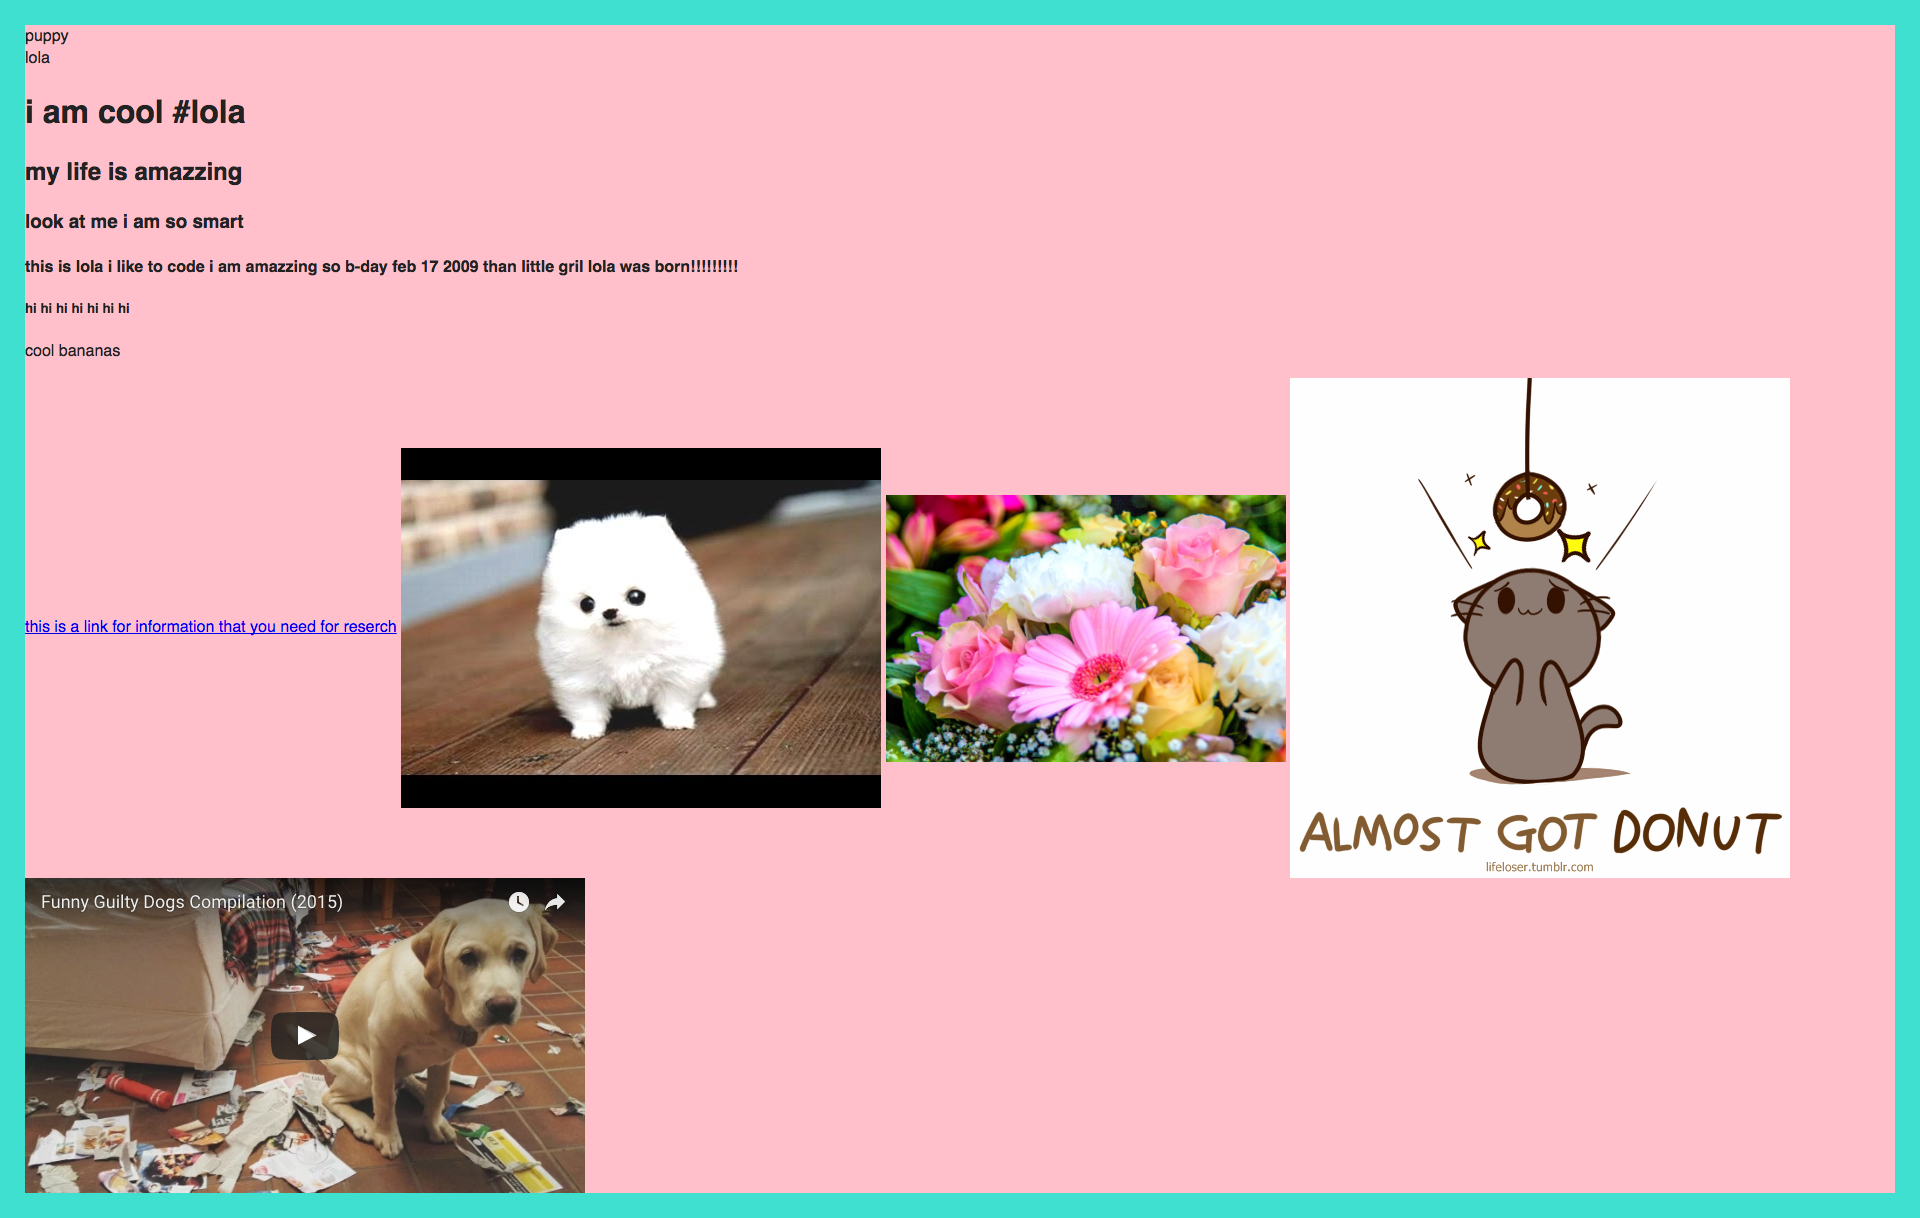 puppy
lola
i am cool #lola
my life is amazzing
look at me i am so smart
this is lola i like to code i am amazzing so b-day feb 17 2009 than little gril lola was born!!!!!!!!!
hi hi hi hi hi hi hi
cool bananas
this is a link for information that you need for reserch
ALMOST GOT DONUT
lifeloser.tumblr.com
Funny Guilty Dogs Compilation (2015)